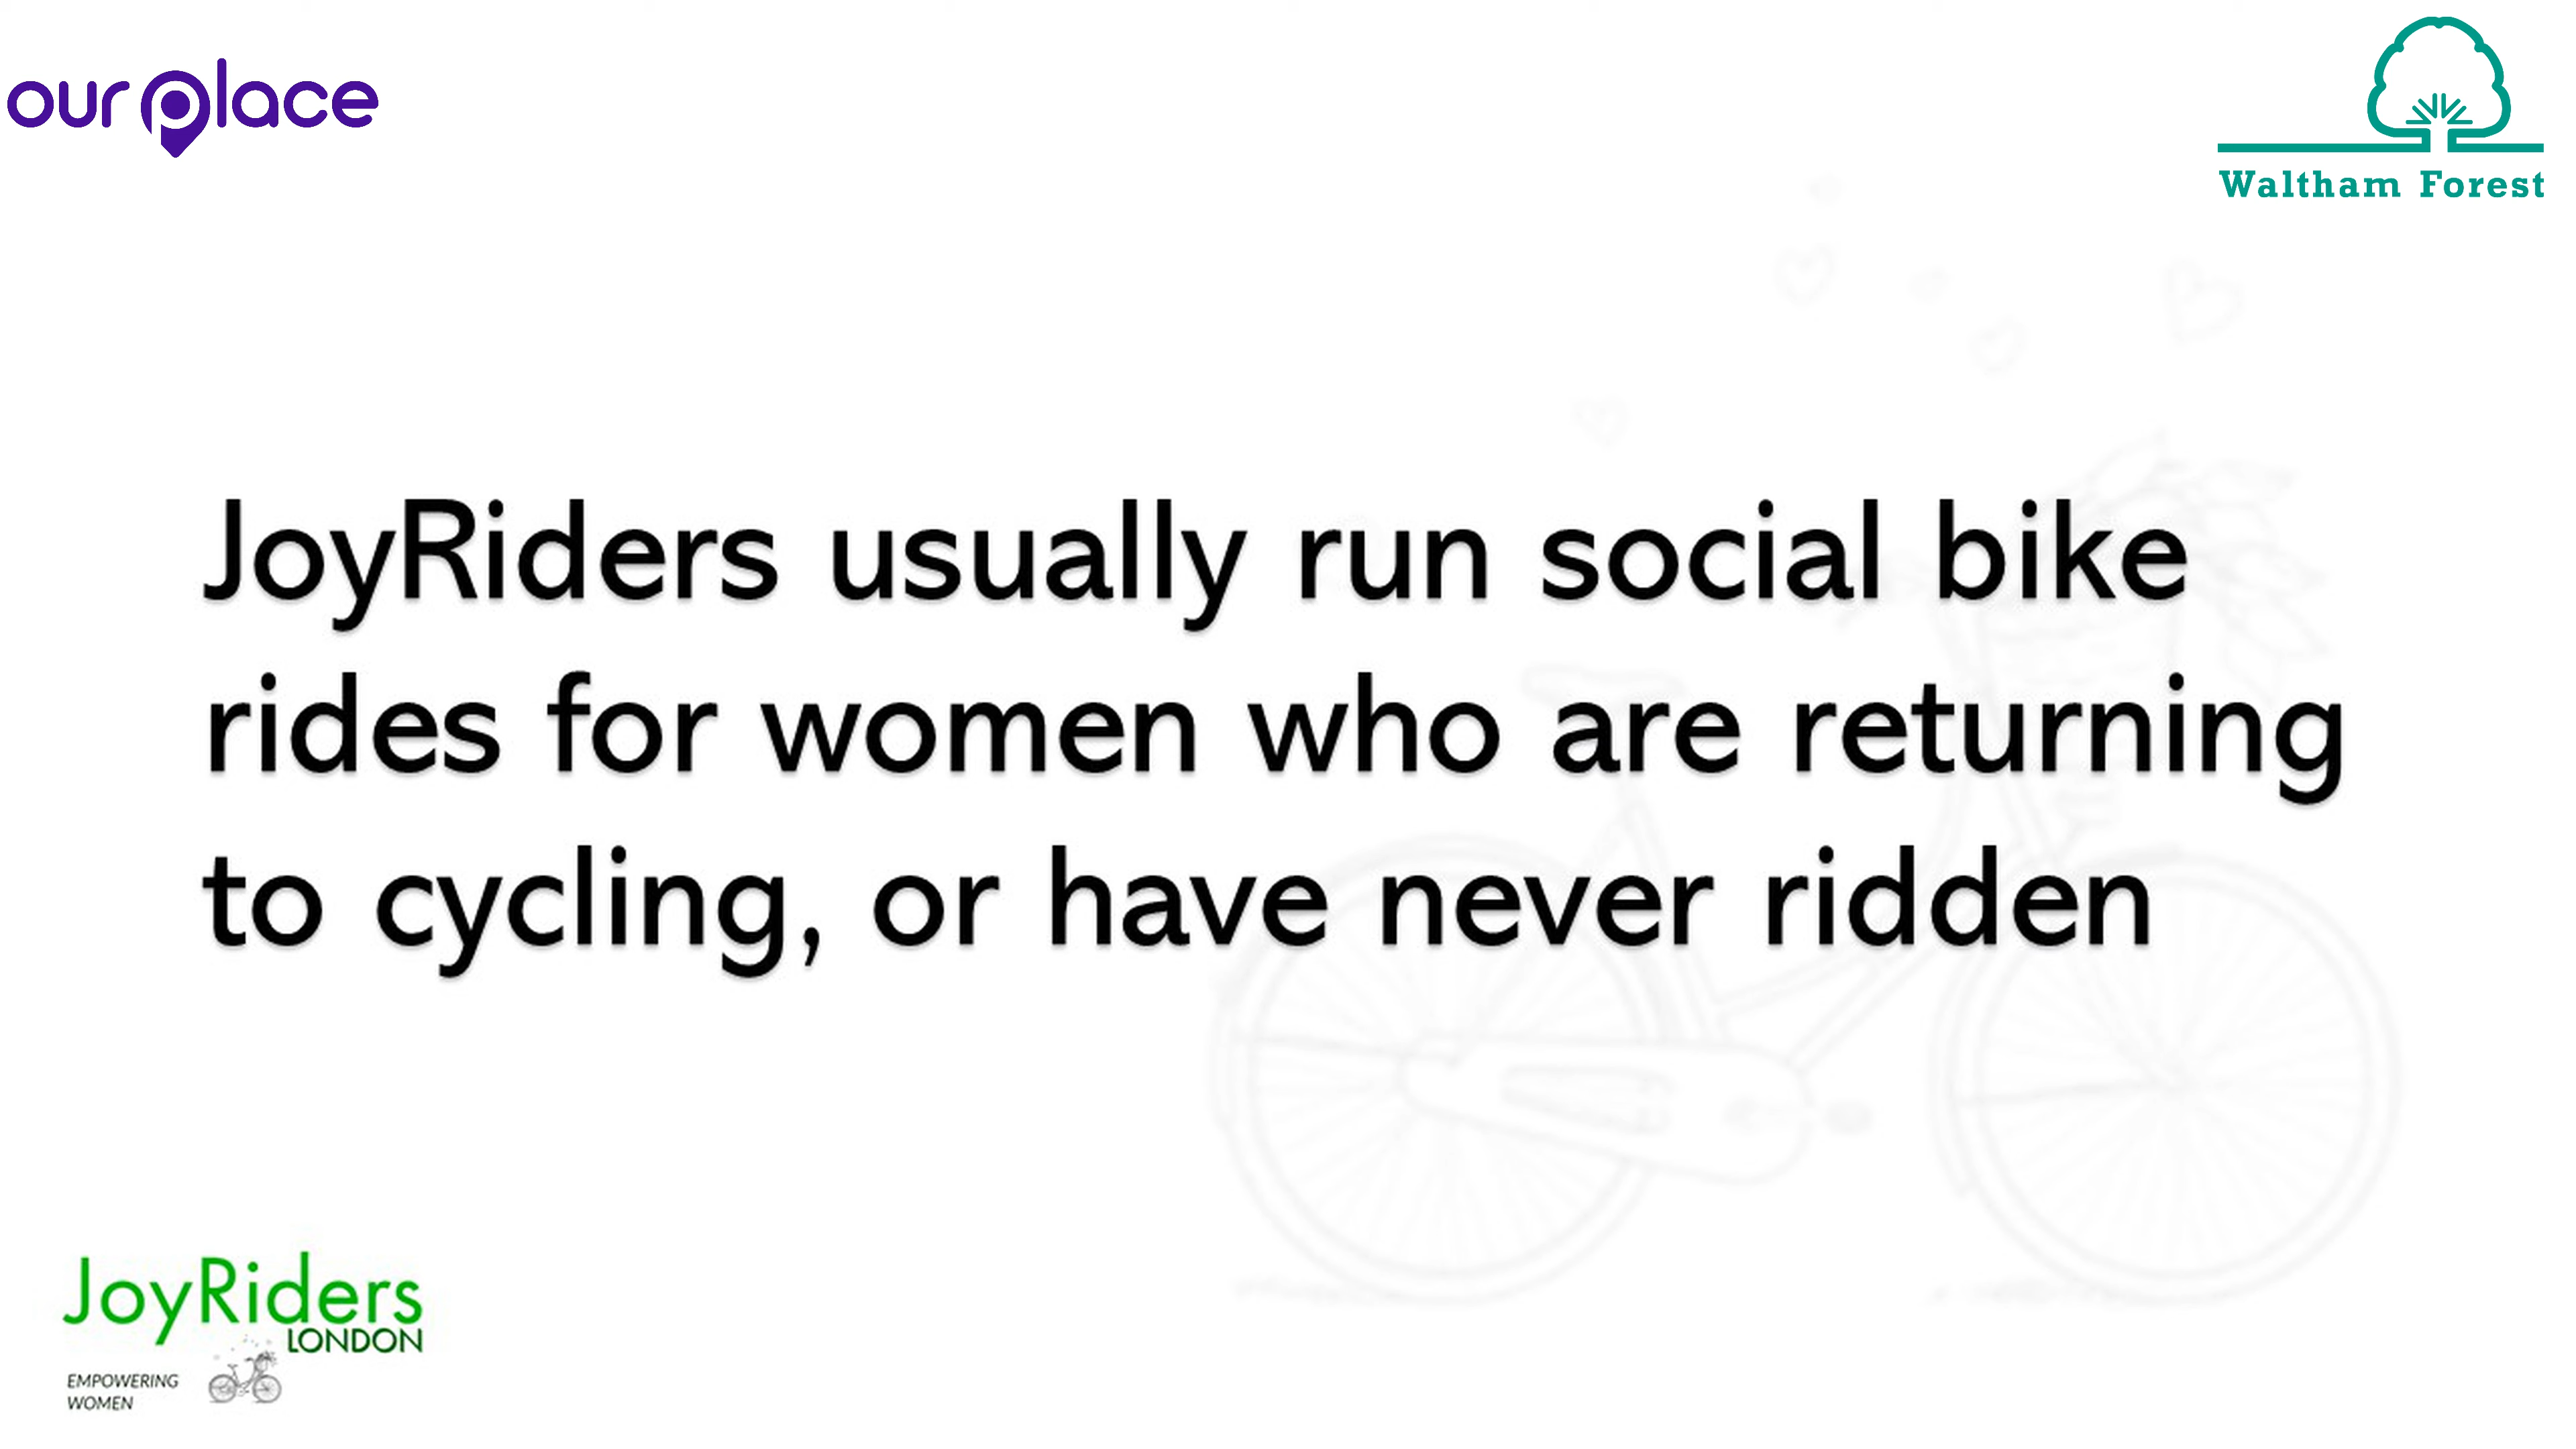 ourplace
Waltham Forest
JoyRiders usually run social bike
rides for women who are returning
to cycling, or have never ridden
JoyRiders
LONDON
EMPOWERING
WOMEN